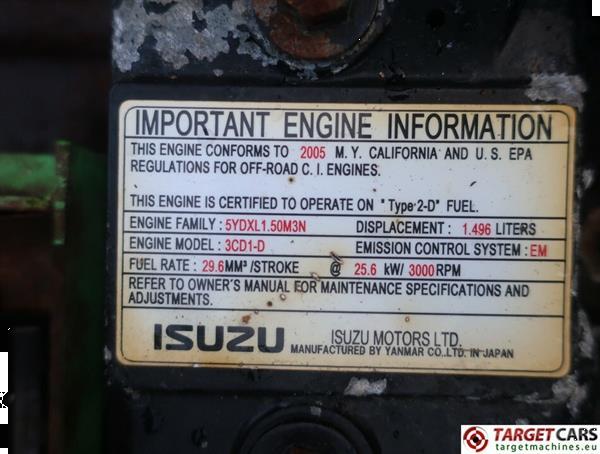 IMPORTANT ENGINE INFORMATION
THIS ENGINE CONFORMS TO 2005 M. Y. CALIFORNIA AND U. S. EPA
REGULATIONS FOR OFF-ROAD C. I. ENGINES.
THIS ENGINE IS CERTIFIED TO OPERATE ON "Type 2-D" FUEL.
ENGINE FAMILY : 5YDXL1.50M3N DISPLACEMENT : 1.496 LITERS
ENGINE MODEL : 3CD1-D EMISSION CONTROL SYSTEM : EM
FUEL RATE : 29.6MM³ /STROKE @ 25.6 kW/ 3000RPM
REFER TO OWNER'S MANUAL FOR MAINTENANCE SPECIFICATIONS AND
ADJUSTMENTS.
ISUZU ISUZU MOTORS LTD.
MANUFACTURED BY YANMAR CO.,LTD. IN JAPAN
TARGETCARS
www.targetmachines.eu